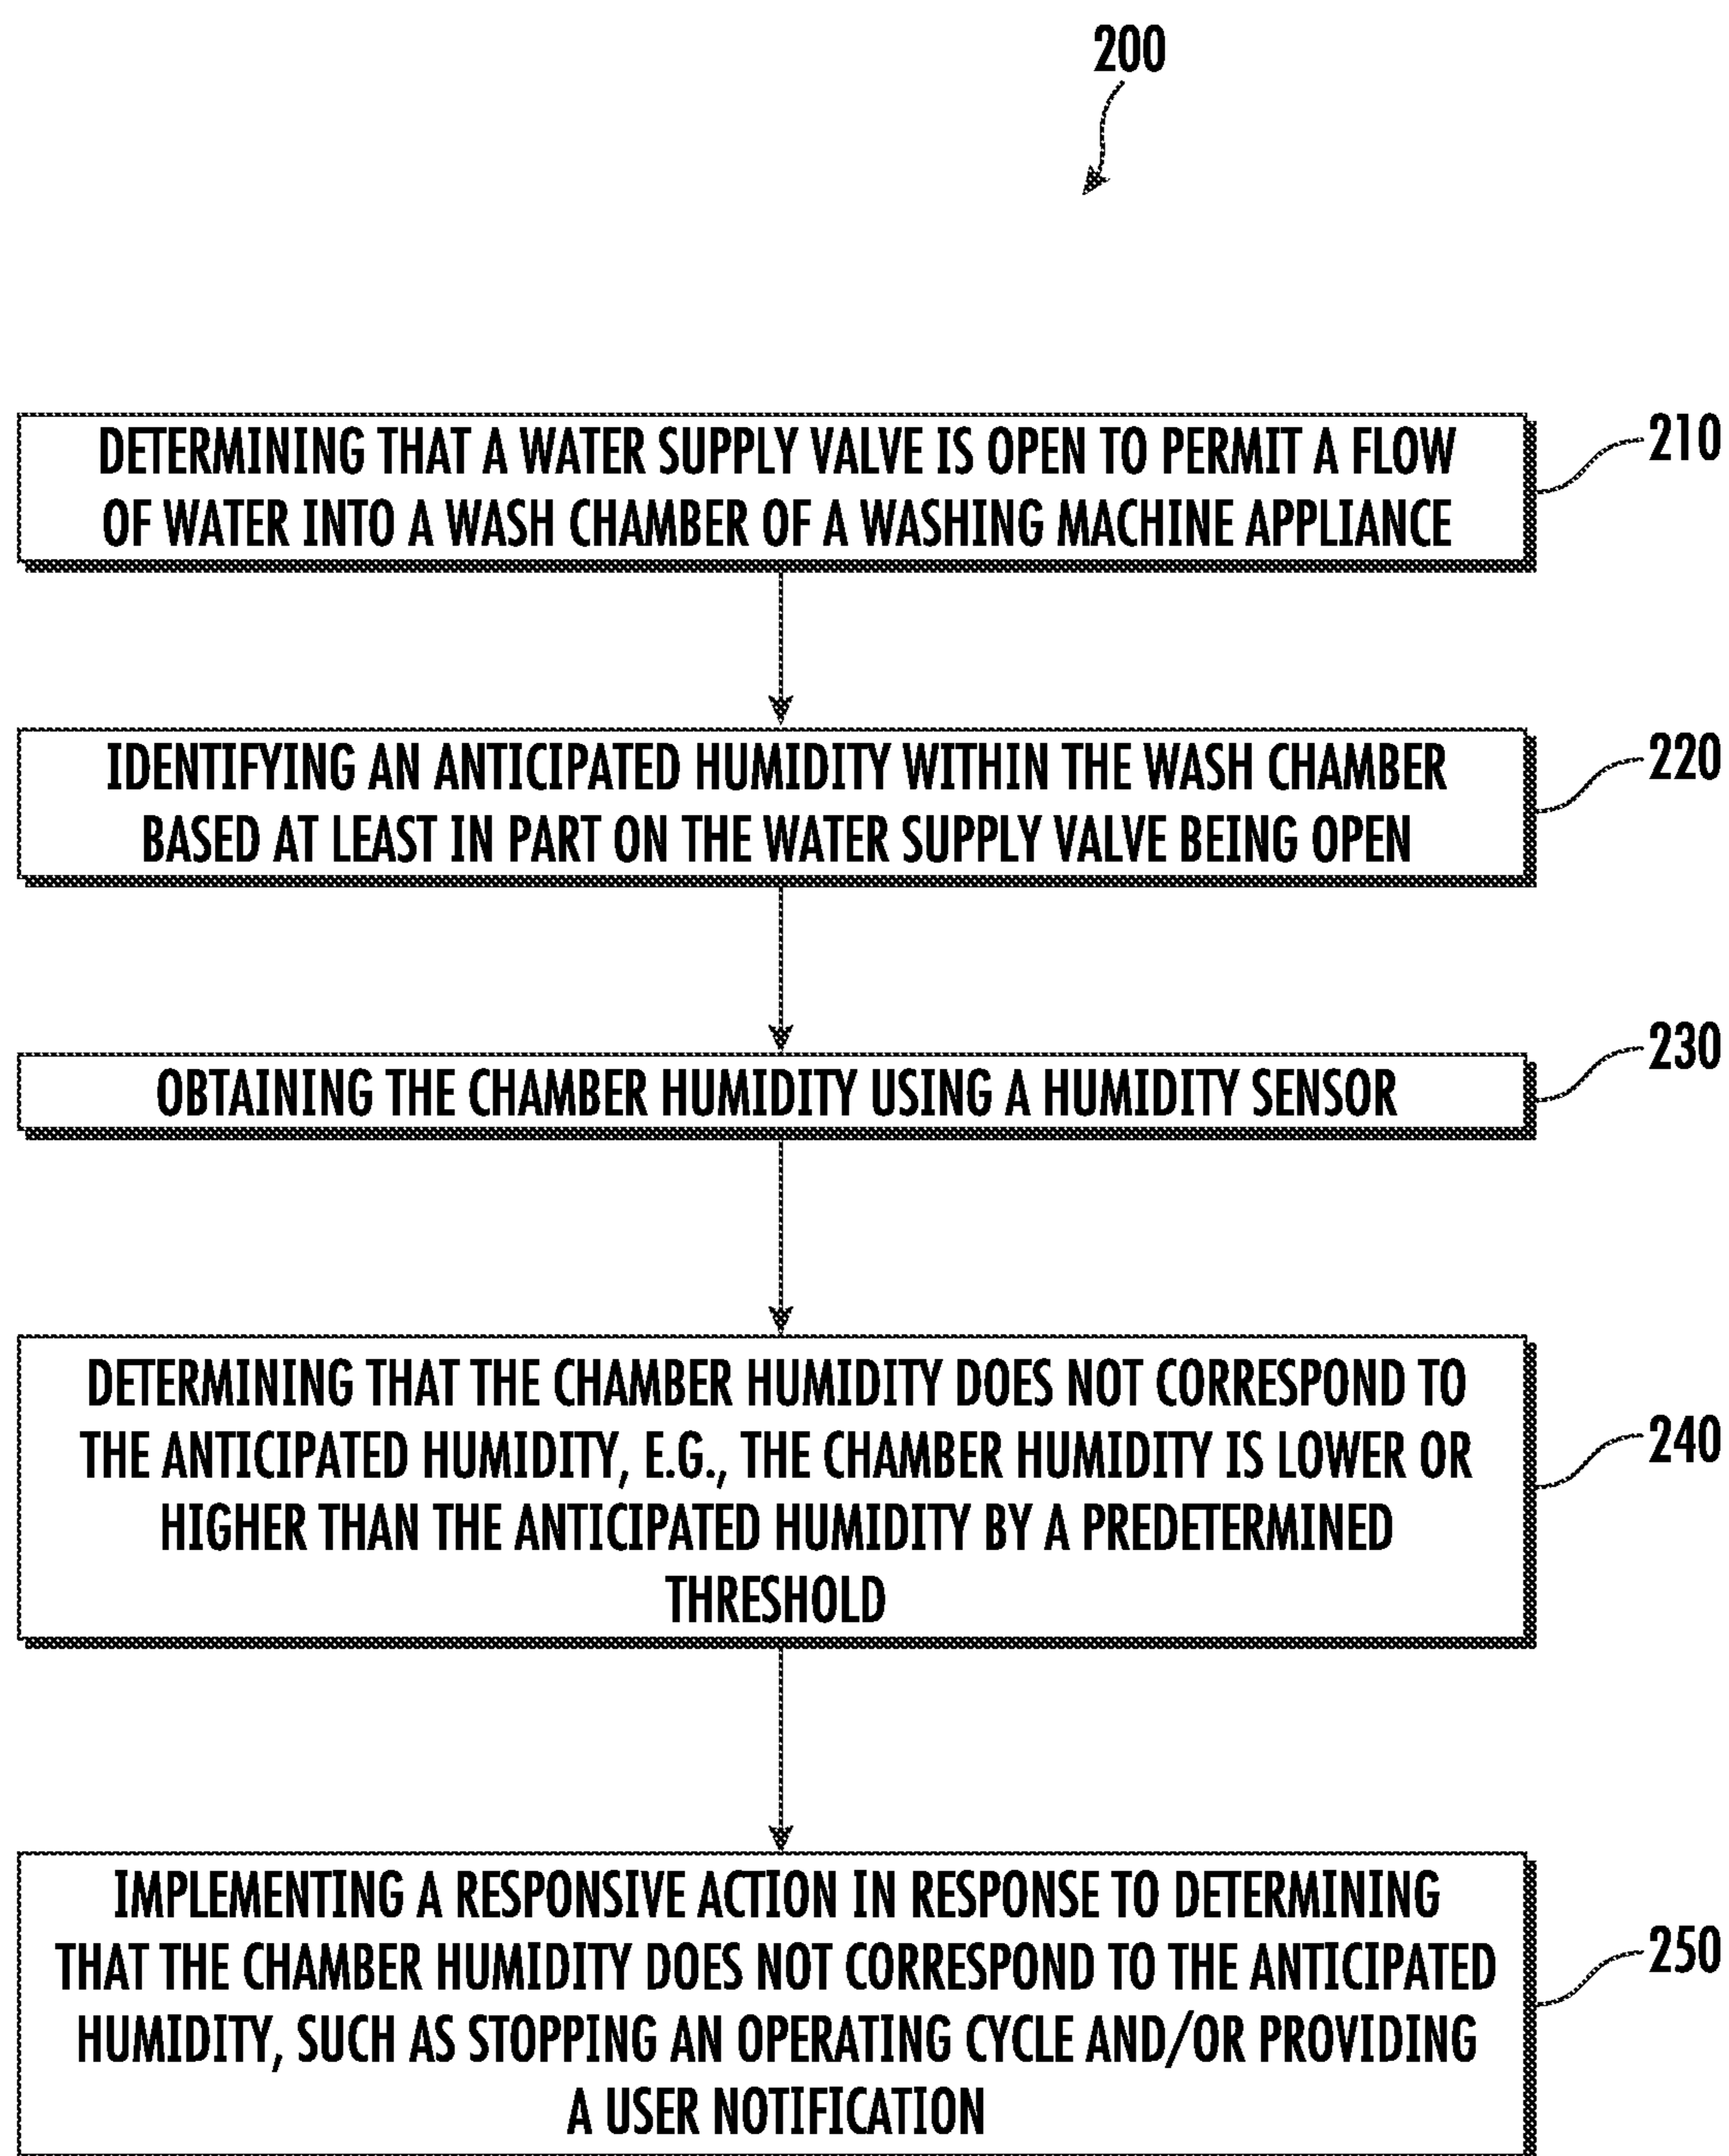 200
DETERMINING THAT A WATER SUPPLY VALVE IS OPEN TO PERMIT A FLOW
OF WATER INTO A WASH CHAMBER OF A WASHING MACHINE APPLIANCE
210
IDENTIFYING AN ANTICIPATED HUMIDITY WITHIN THE WASH CHAMBER
BASED AT LEAST IN PART ON THE WATER SUPPLY VALVE BEING OPEN
220
OBTAINING THE CHAMBER HUMIDITY USING A HUMIDITY SENSOR
230
DETERMINING THAT THE CHAMBER HUMIDITY DOES NOT CORRESPOND TO
THE ANTICIPATED HUMIDITY, E.G., THE CHAMBER HUMIDITY IS LOWER OR
HIGHER THAN THE ANTICIPATED HUMIDITY BY A PREDETERMINED
THRESHOLD
240
IMPLEMENTING A RESPONSIVE ACTION IN RESPONSE TO DETERMINING
THAT THE CHAMBER HUMIDITY DOES NOT CORRESPOND TO THE ANTICIPATED
HUMIDITY, SUCH AS STOPPING AN OPERATING CYCLE AND/OR PROVIDING
A USER NOTIFICATION
250